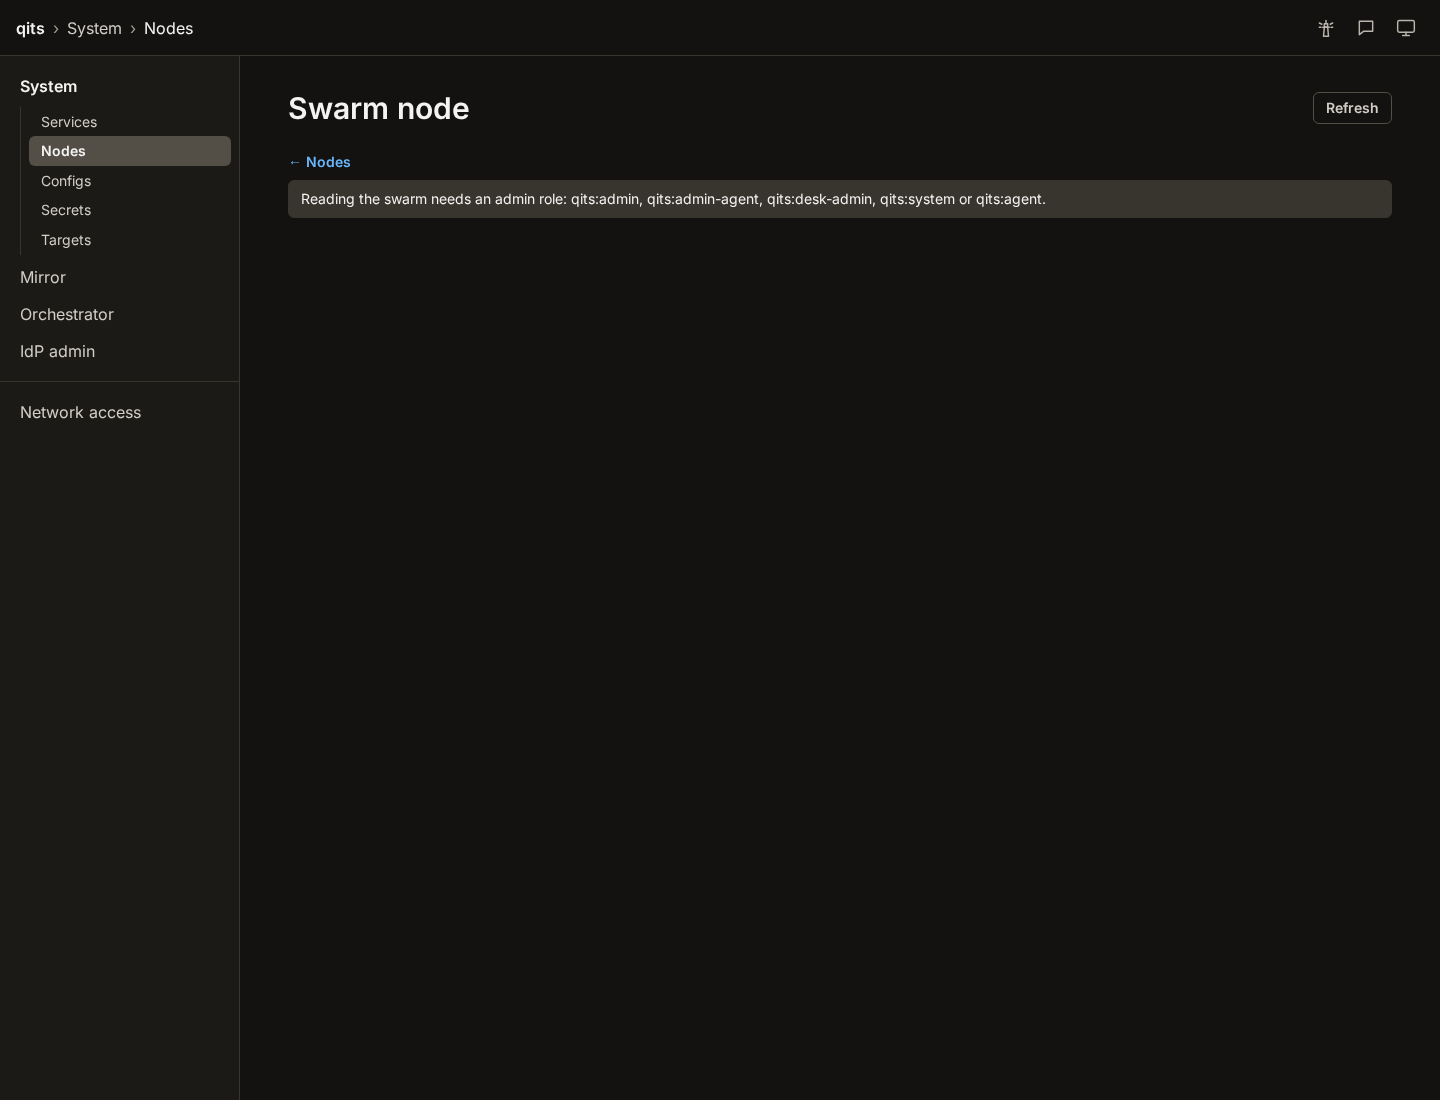 qits › System › Nodes
System
Services
Nodes
Configs
Secrets
Targets
Mirror
Orchestrator
IdP admin
Network access
Swarm node
Refresh
← Nodes
Reading the swarm needs an admin role: qits:admin, qits:admin-agent, qits:desk-admin, qits:system or qits:agent.